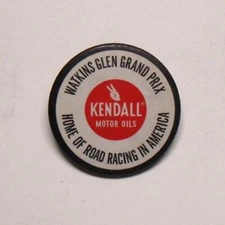 WATKINS GLEN GRAND PRIX
KENDALL®
MOTOR OILS
HOME OF ROAD RACING IN AMERICA